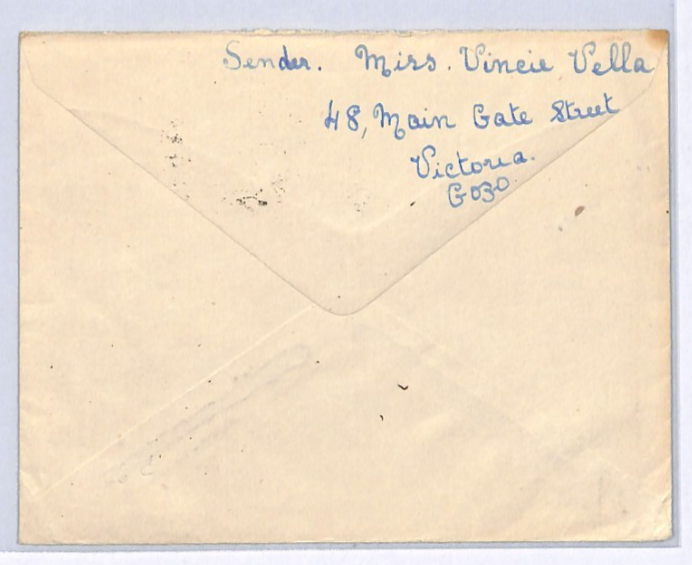 Sender. Miss. Vincie Vella
48, Main Gate Street
Victoria.
Gozo.